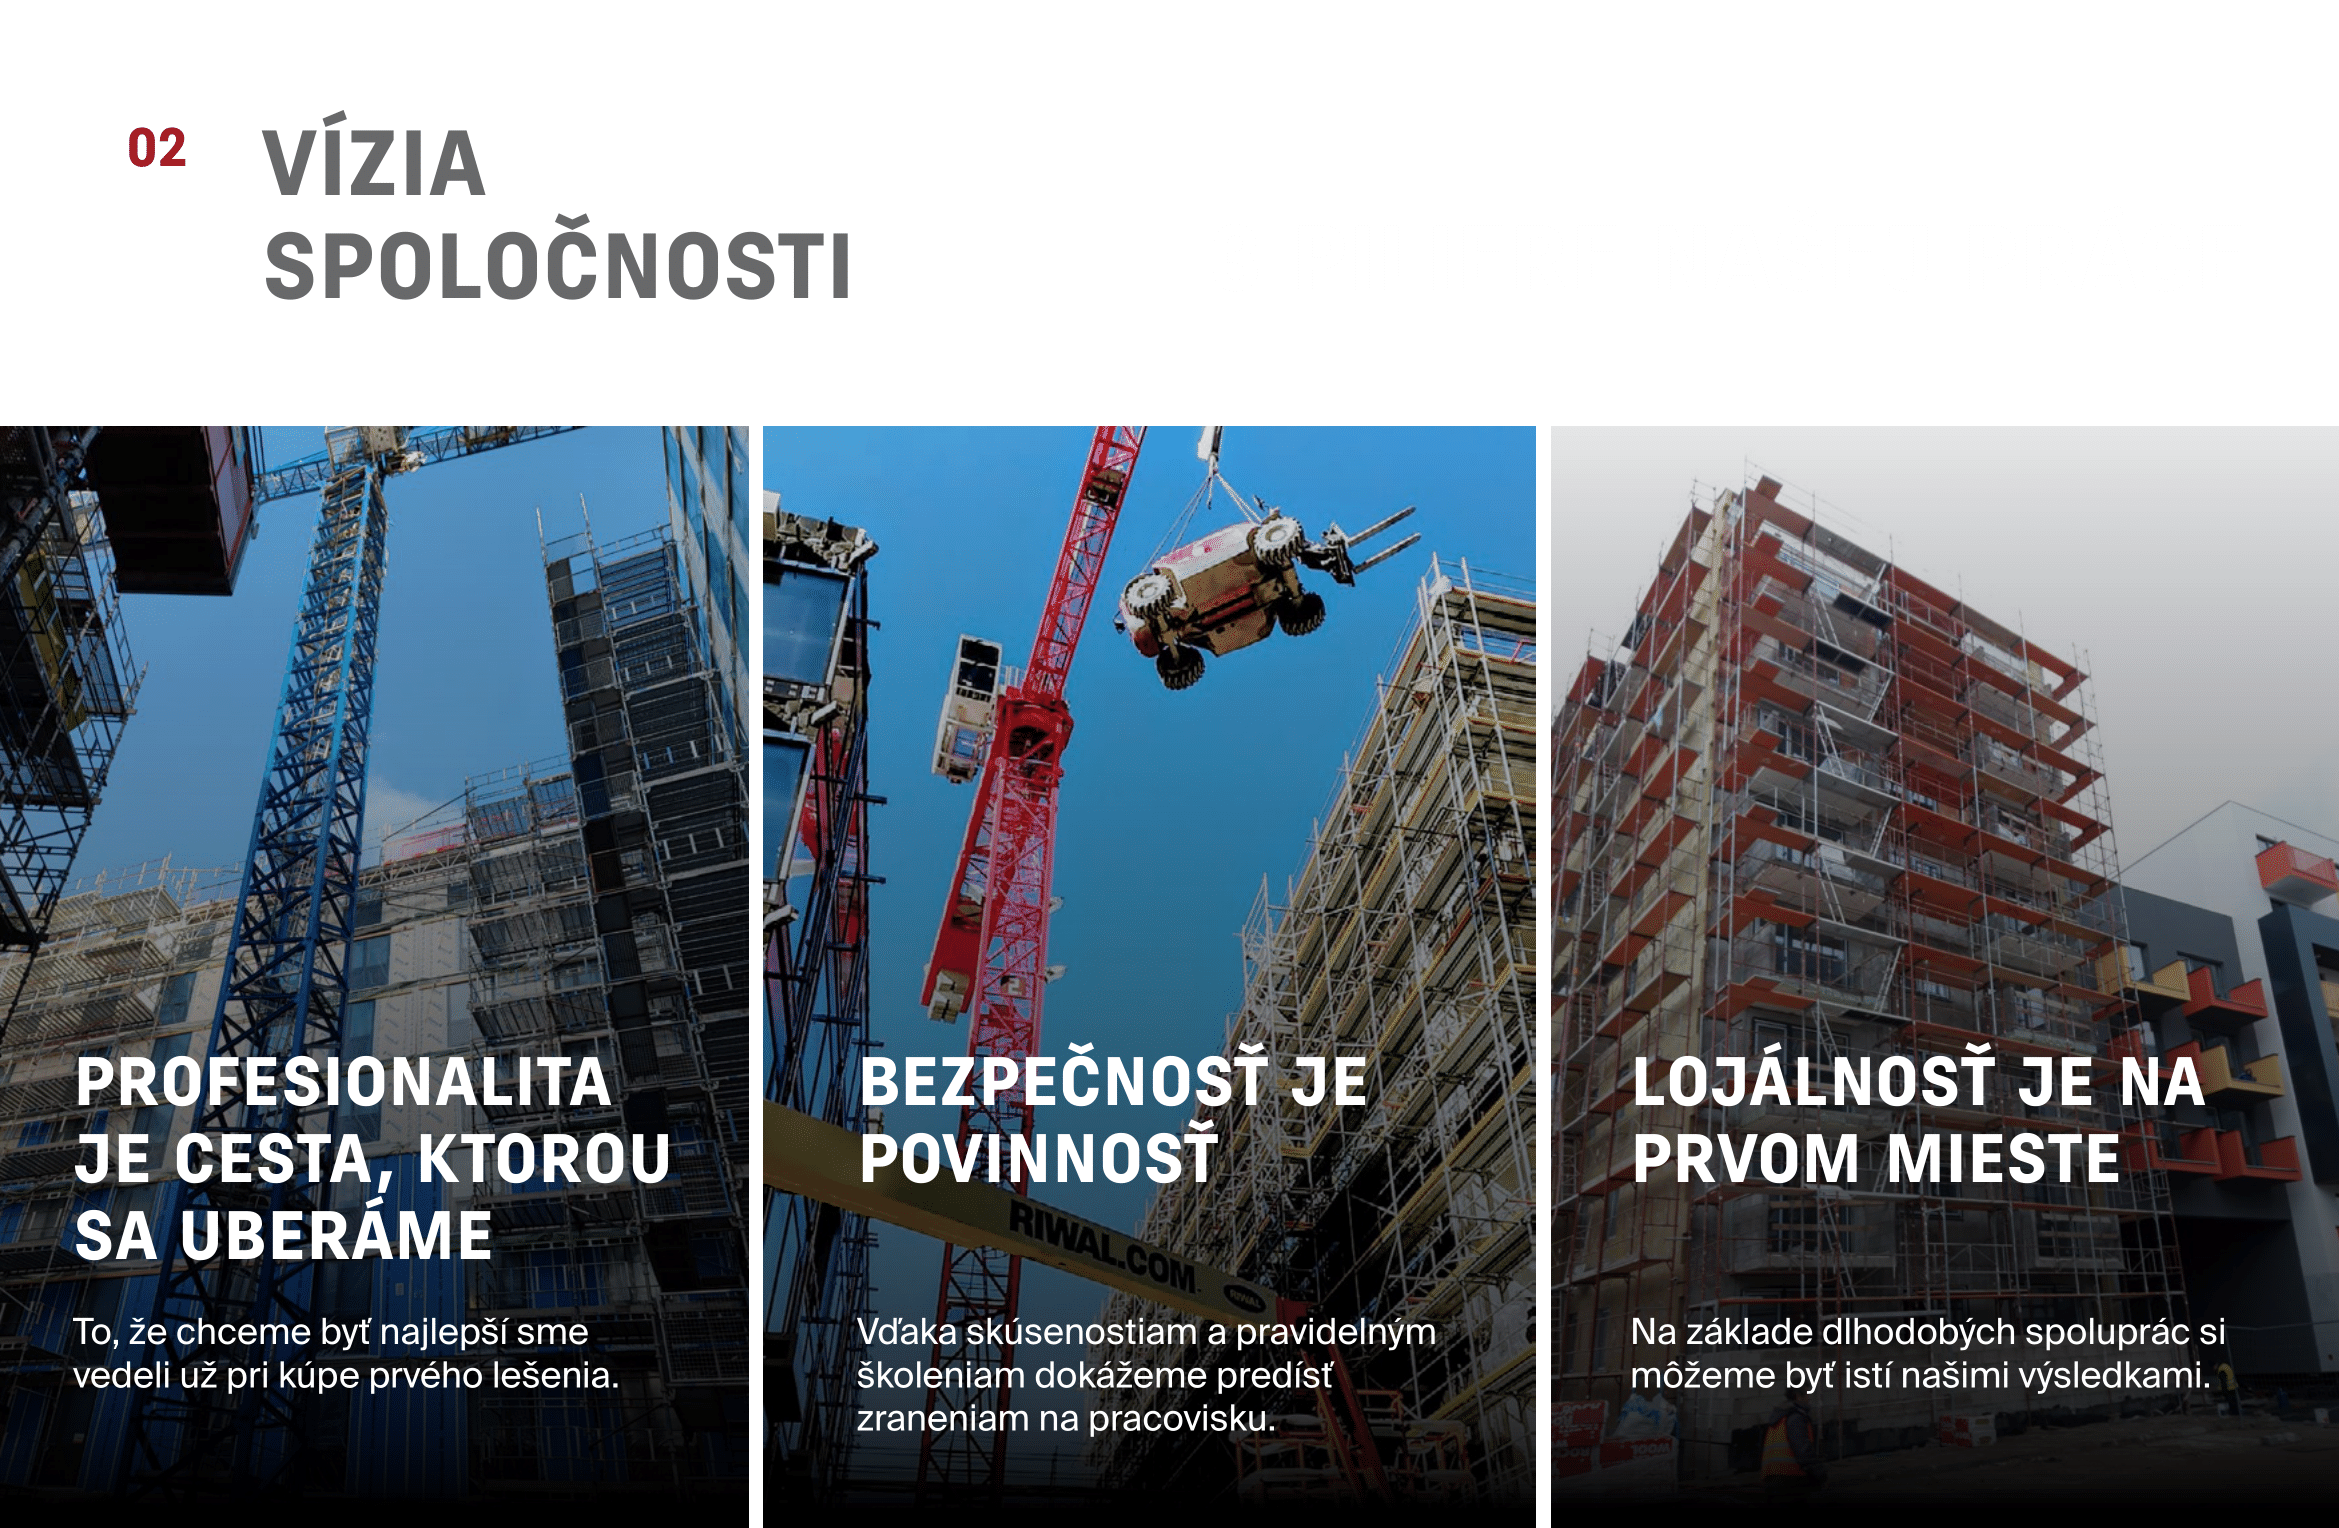 02
VÍZIA
SPOLOČNOSTI
PROFESIONALITA
JE CESTA, KTOROU
SA UBERÁME
To, že chceme byť najlepší sme
vedeli už pri kúpe prvého lešenia.
BEZPEČNOSŤ JE
POVINNOSŤ
RIWAL.COM
RIWAL
Vďaka skúsenostiam a pravidelným
školeniam dokážeme predísť
zraneniam na pracovisku.
LOJÁLNOSŤ JE NA
PRVOM MIESTE
Na základe dlhodobých spoluprác si
môžeme byť istí našimi výsledkami.